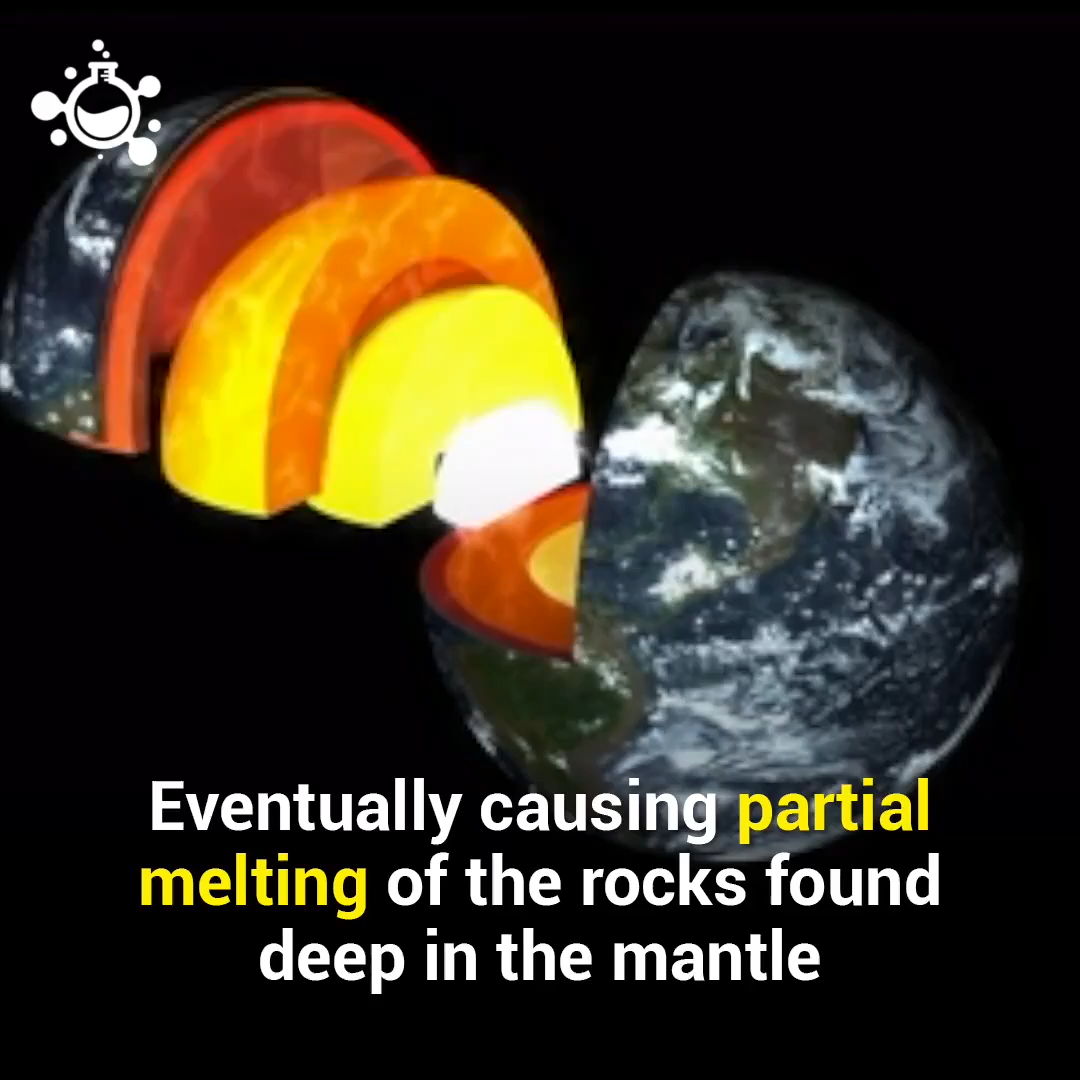 Eventually causing partial
melting of the rocks found
deep in the mantle